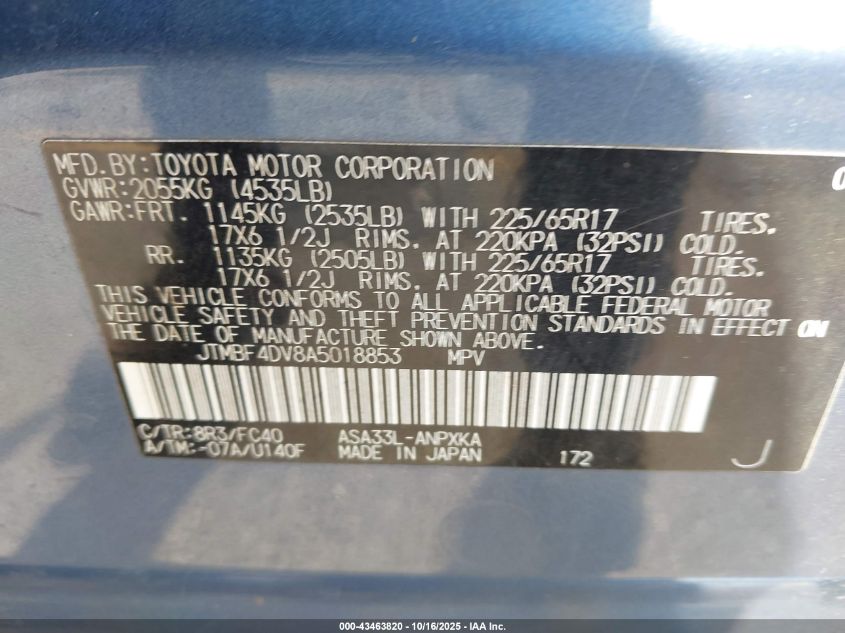 MFD.BY:TOYOTA MOTOR CORPORATION
GVWR:2055KG (4535LB)
GAWR:FRT. 1145KG (2535LB) WITH 225/65R17 TIRES.
17X6 1/2J RIMS. AT 220KPA (32PSI) COLD.
RR. 1135KG (2505LB) WITH 225/65R17 TIRES.
17X6 1/2J RIMS. AT 220KPA (32PSI) COLD.
THIS VEHICLE CONFORMS TO ALL APPLICABLE FEDERAL MOTOR
VEHICLE SAFETY AND THEFT PREVENTION STANDARDS IN EFFECT ON
THE DATE OF MANUFACTURE SHOWN ABOVE.
JTMBF4DV8A5018853 MPV
C/TR:8R3/FC40 ASA33L-ANPXKA
A/TM:-07A/U140F MADE IN JAPAN 172 J
000-43463820 - 10/16/2025 - IAA Inc.